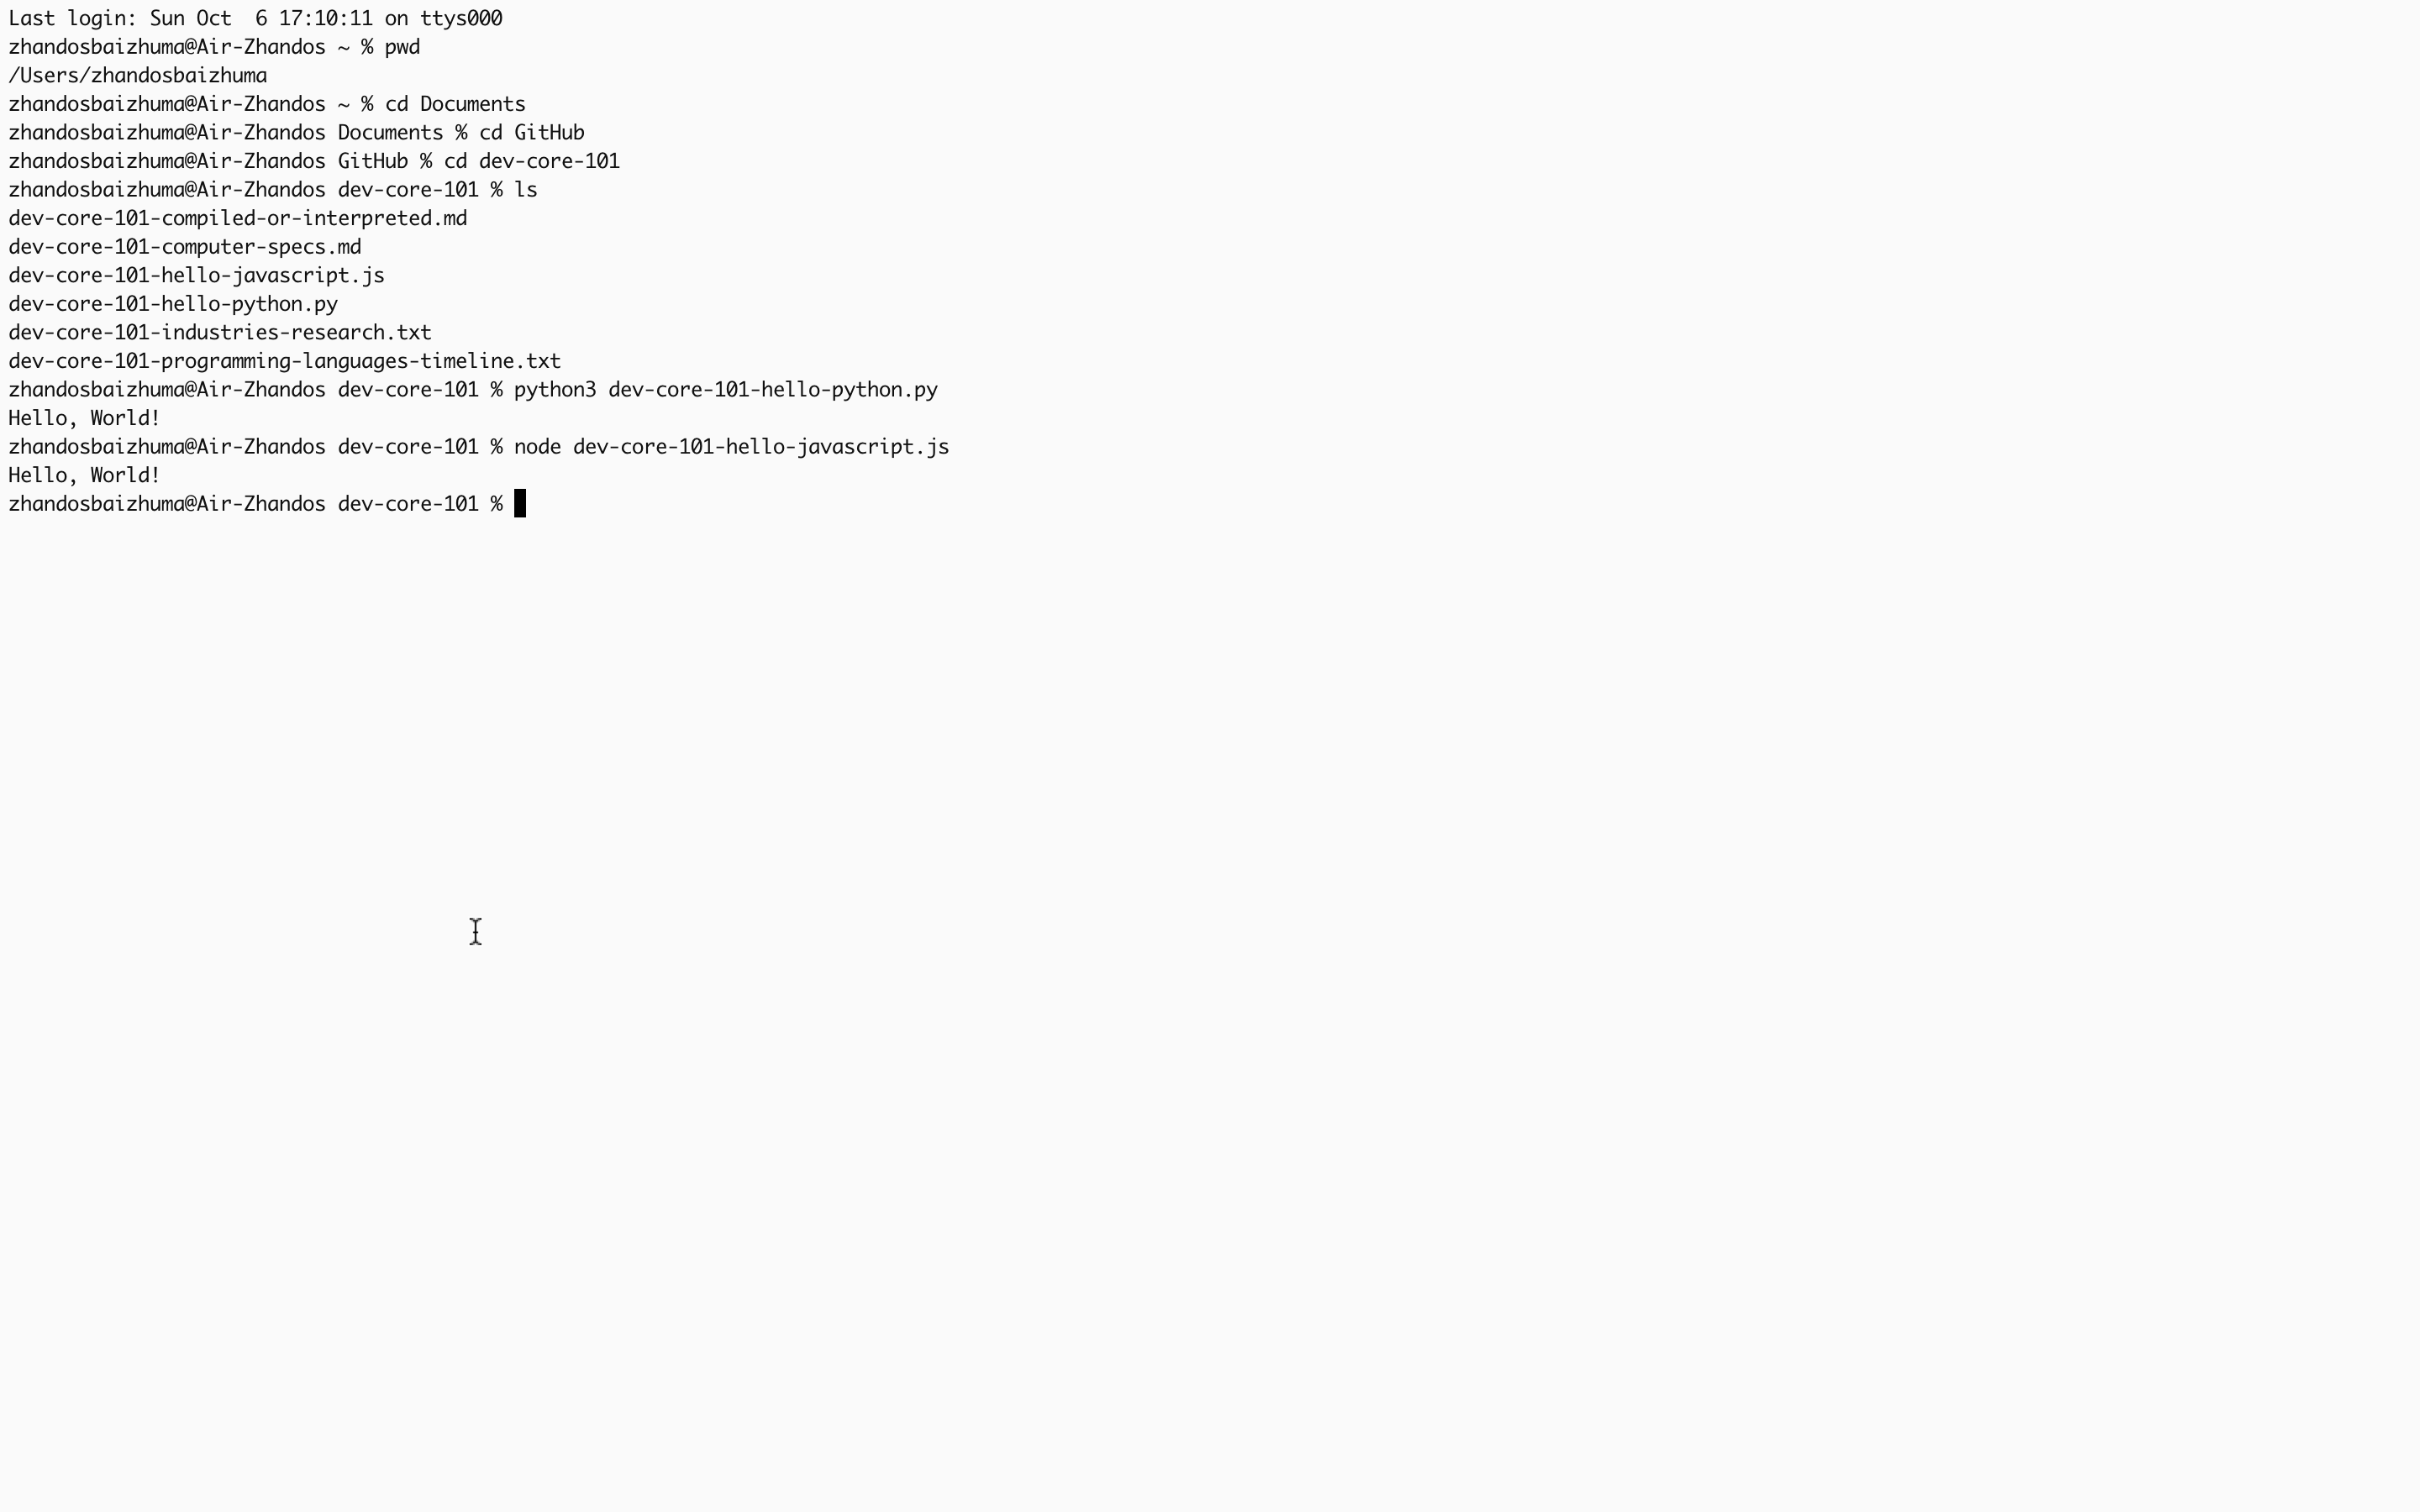 Last login: Sun Oct  6 17:10:11 on ttys000
zhandosbaizhuma@Air-Zhandos ~ % pwd
/Users/zhandosbaizhuma
zhandosbaizhuma@Air-Zhandos ~ % cd Documents
zhandosbaizhuma@Air-Zhandos Documents % cd GitHub
zhandosbaizhuma@Air-Zhandos GitHub % cd dev-core-101
zhandosbaizhuma@Air-Zhandos dev-core-101 % ls
dev-core-101-compiled-or-interpreted.md
dev-core-101-computer-specs.md
dev-core-101-hello-javascript.js
dev-core-101-hello-python.py
dev-core-101-industries-research.txt
dev-core-101-programming-languages-timeline.txt
zhandosbaizhuma@Air-Zhandos dev-core-101 % python3 dev-core-101-hello-python.py
Hello, World!
zhandosbaizhuma@Air-Zhandos dev-core-101 % node dev-core-101-hello-javascript.js
Hello, World!
zhandosbaizhuma@Air-Zhandos dev-core-101 %